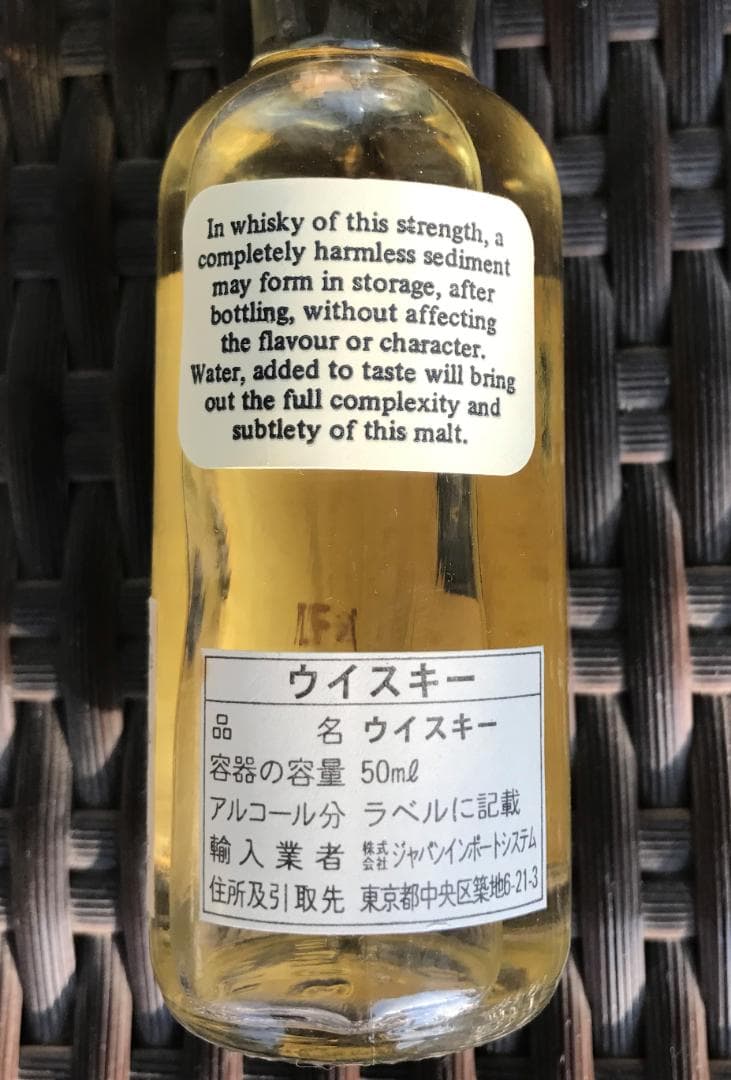 In whisky of this strength, a
completely harmless sediment
may form in storage, after
bottling, without affecting
the flavour or character.
Water, added to taste will bring
out the full complexity and
subtlety of this malt.
ウイスキー
品 名 ウイスキー
容器の容量 50mℓ
アルコール分 ラベルに記載
輸入業者 株式会社 ジャパンインポートシステム
住所及引取先 東京都中央区築地6-21-3